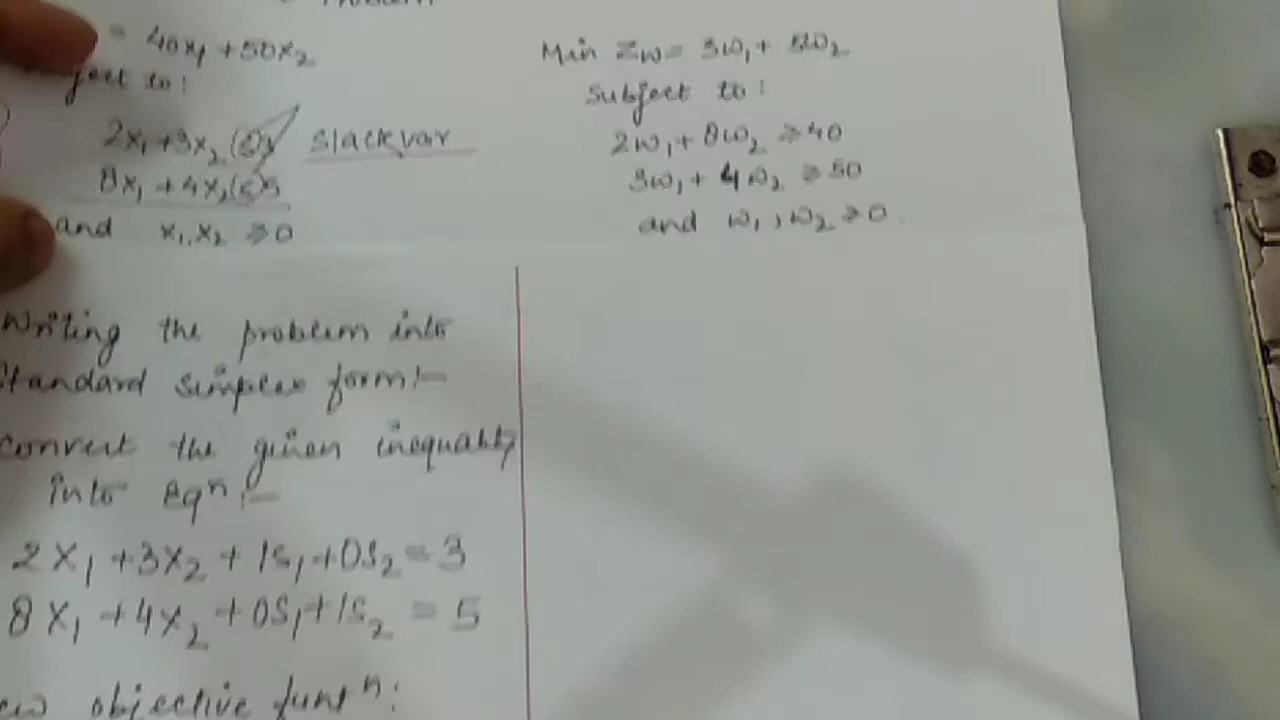 = 40x₁ + 50x₂
ject to:
2x₁ + 3x₂ (≤) 3 slack var
8x₁ + 4x₂ (≤) 5
and x₁, x₂ ≥ 0
Min Zw = 3w₁ + 5w₂
Subject to:
2w₁ + 8w₂ ≥ 40
3w₁ + 4w₂ ≥ 50
and w₁, w₂ ≥ 0.
Writing the problem into
standard simplex form:-
convert the given inequality
into Eqⁿ:-
2x₁ + 3x₂ + 1s₁ + 0s₂ = 3
8x₁ + 4x₂ + 0s₁ + 1s₂ = 5
ew objective functⁿ: